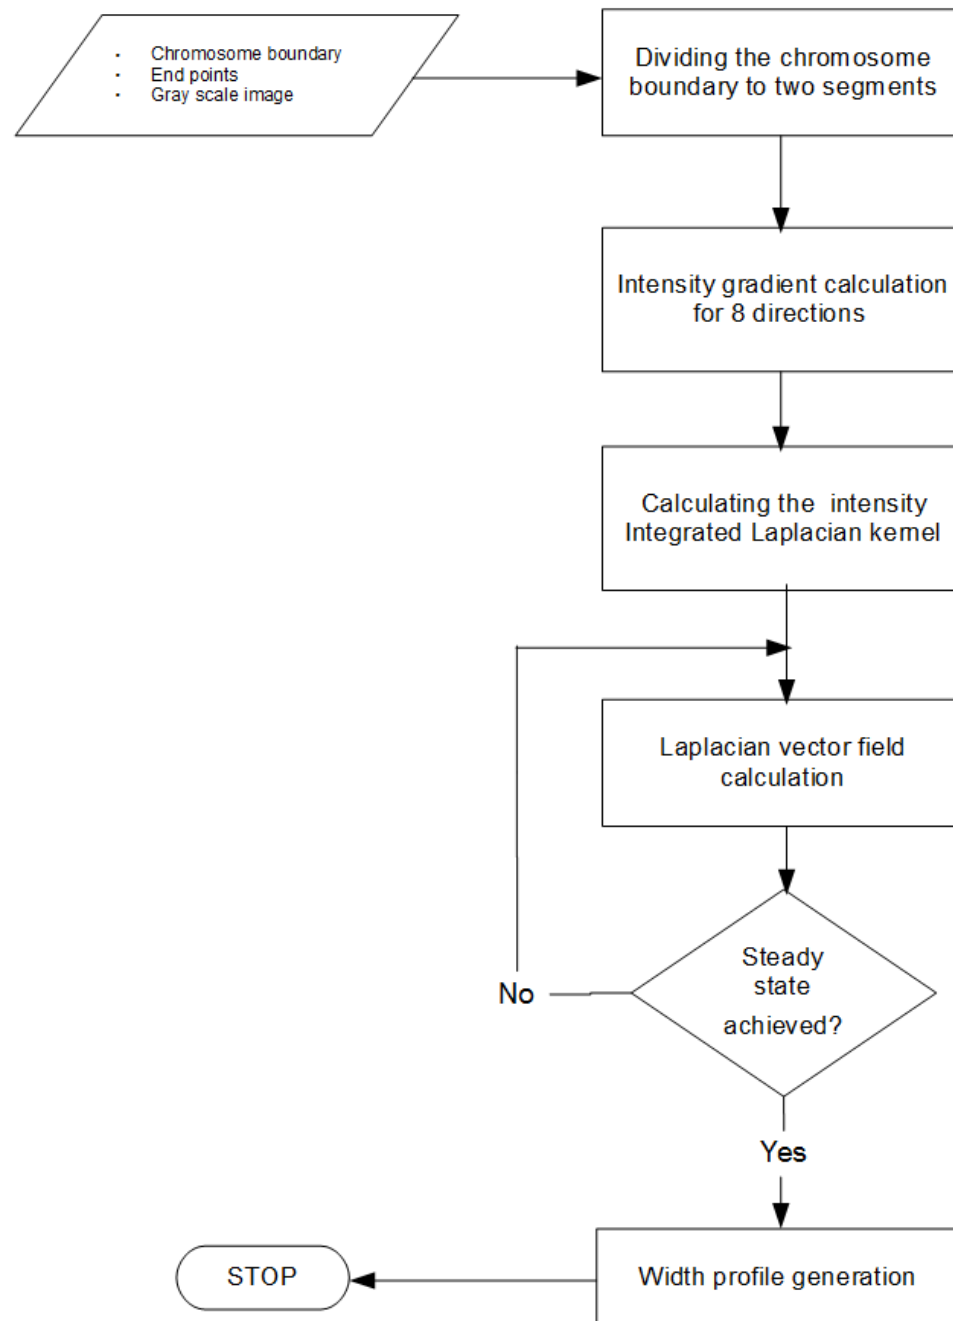 · Chromosome boundary
· End points
· Gray scale image
Dividing the chromosome
boundary to two segments
Intensity gradient calculation
for 8 directions
Calculating the intensity
Integrated Laplacian kernel
Laplacian vector field
calculation
Steady
state
achieved?
No
Yes
Width profile generation
STOP